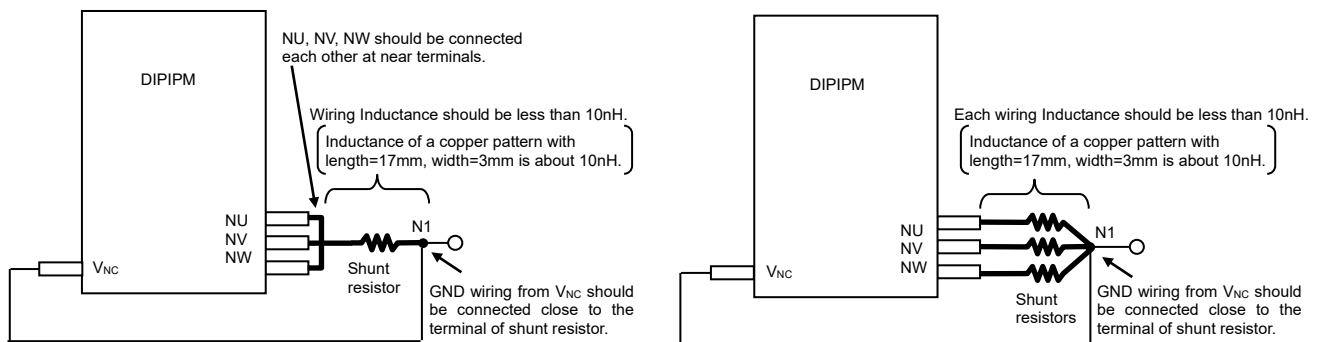 NU, NV, NW should be connected
each other at near terminals.
DIPIPM
Wiring Inductance should be less than 10nH.
Inductance of a copper pattern with
length=17mm, width=3mm is about 10nH.
NU
NV
NW
N1
VNC
Shunt
resistor
GND wiring from VNC should
be connected close to the
terminal of shunt resistor.
DIPIPM
Each wiring Inductance should be less than 10nH.
Inductance of a copper pattern with
length=17mm, width=3mm is about 10nH.
NU
NV
NW
N1
VNC
Shunt
resistors
GND wiring from VNC should
be connected close to the
terminal of shunt resistor.